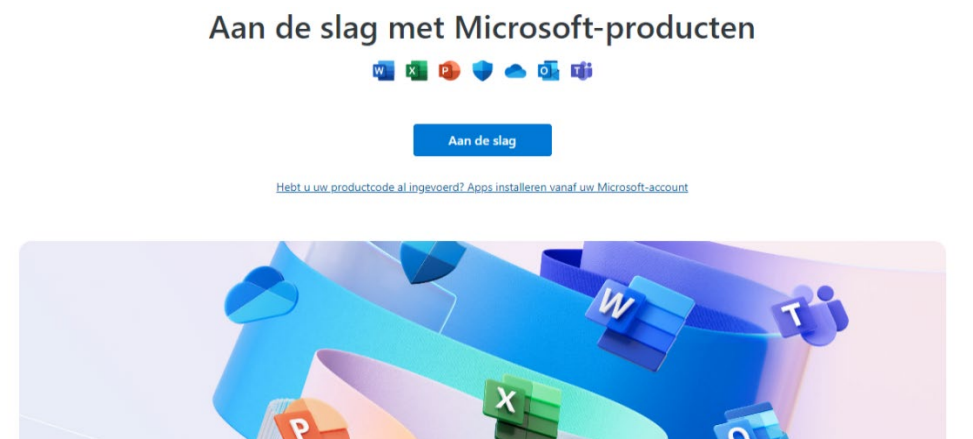 Aan de slag met Microsoft-producten
W X P O T
Aan de slag
Hebt u uw productcode al ingevoerd? Apps installeren vanaf uw Microsoft-account
W T
X
P O